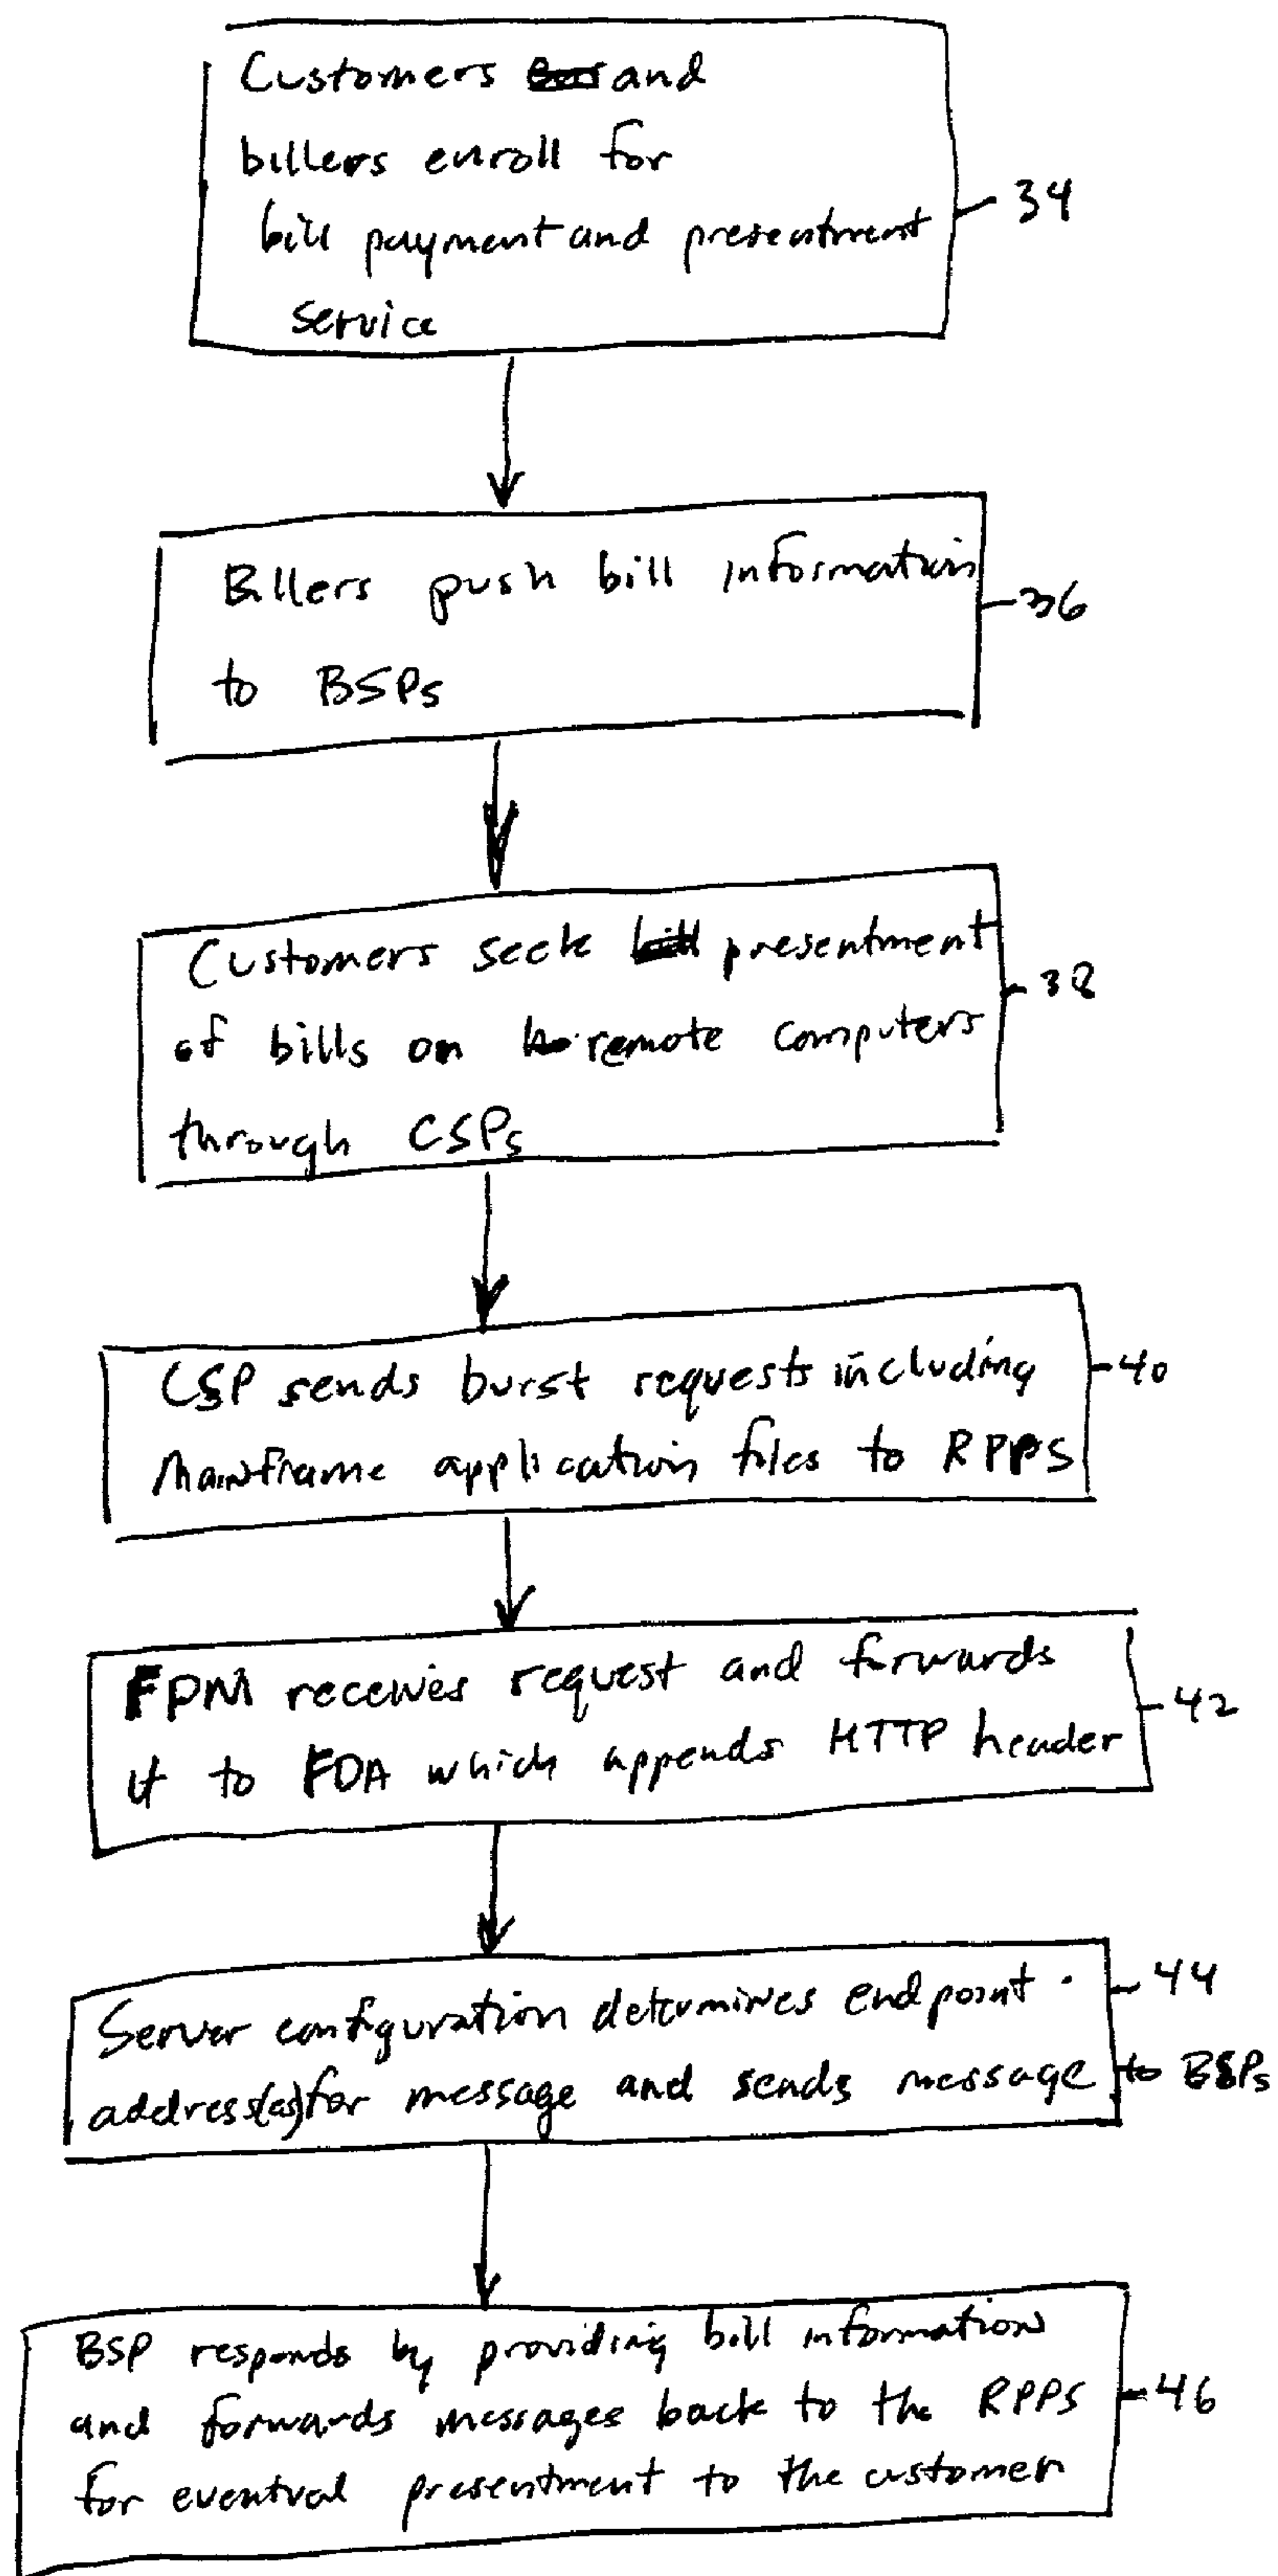 Customers and
billers enroll for
bill payment and presentment
service
34
Billers push bill information
to BSPs
36
Customers seek presentment
of bills on remote computers
through CSPs
38
CSP sends burst requests including
Mainframe application files to RPPS
40
FPM receives request and forwards
it to FDA which appends HTTP header
42
Server configuration determines endpoint
address(es) for message and sends message to BSPs
44
BSP responds by providing bill information
and forwards messages back to the RPPS
for eventual presentment to the customer
46